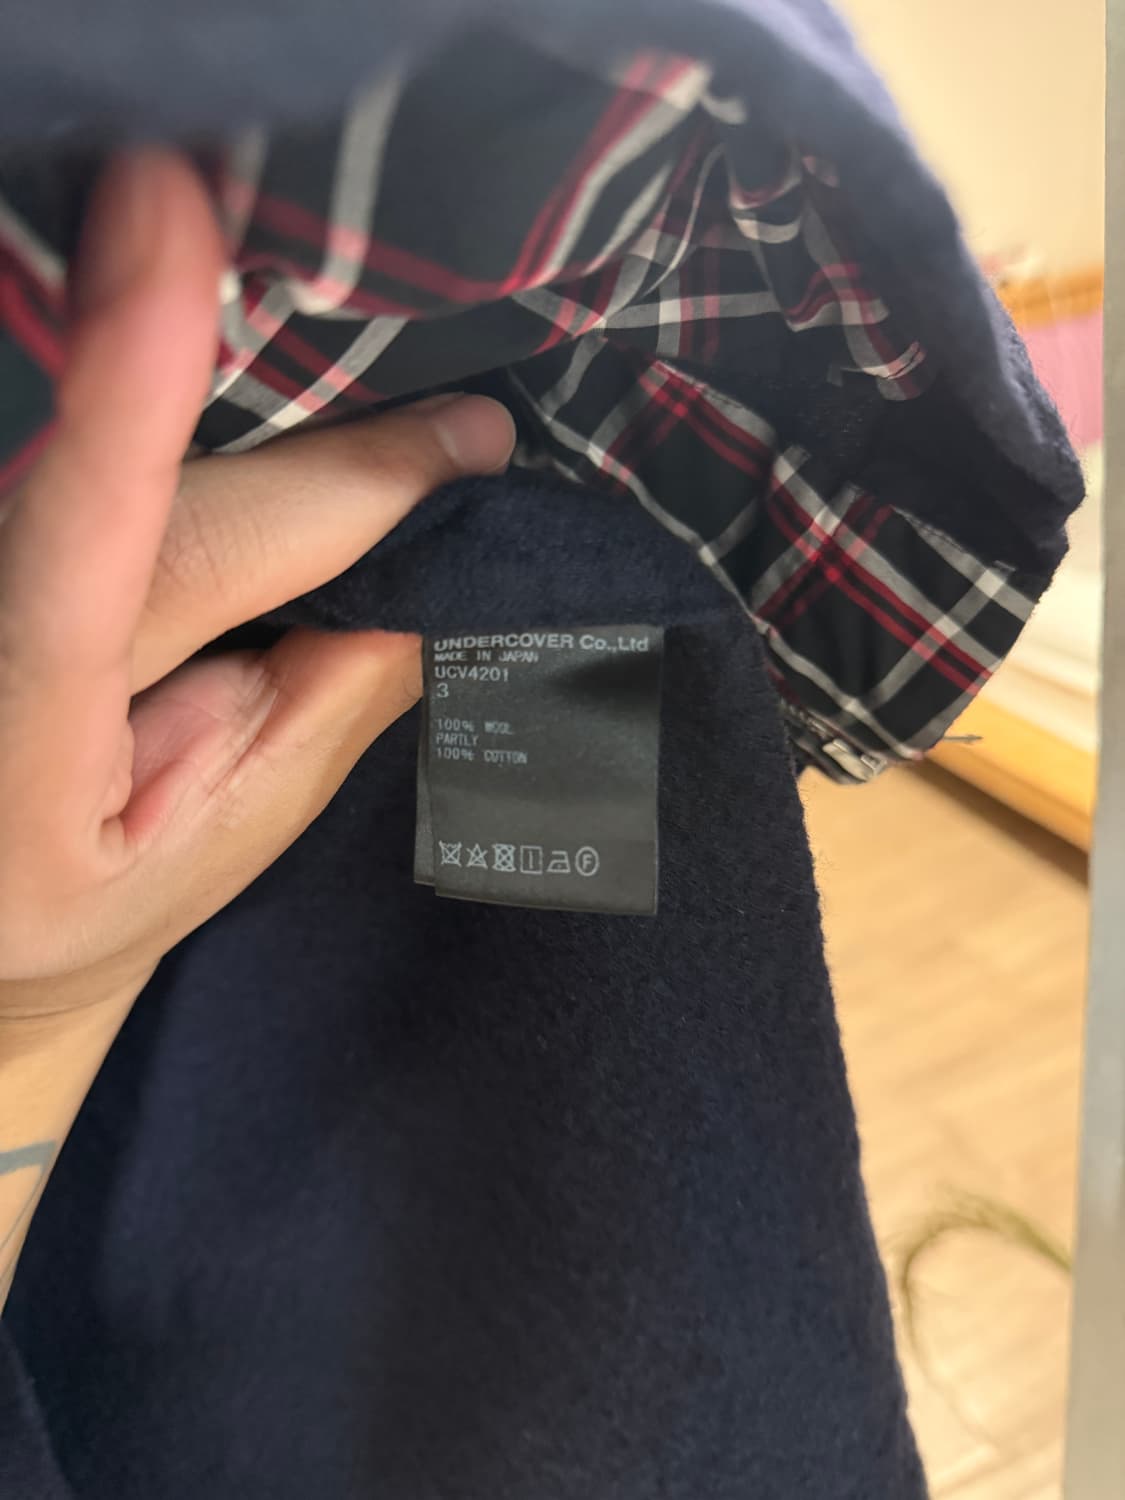 UNDERCOVER Co.,Ltd
MADE IN JAPAN
UCV4201
3
100% WOOL
PARTLY
100% COTTON
F